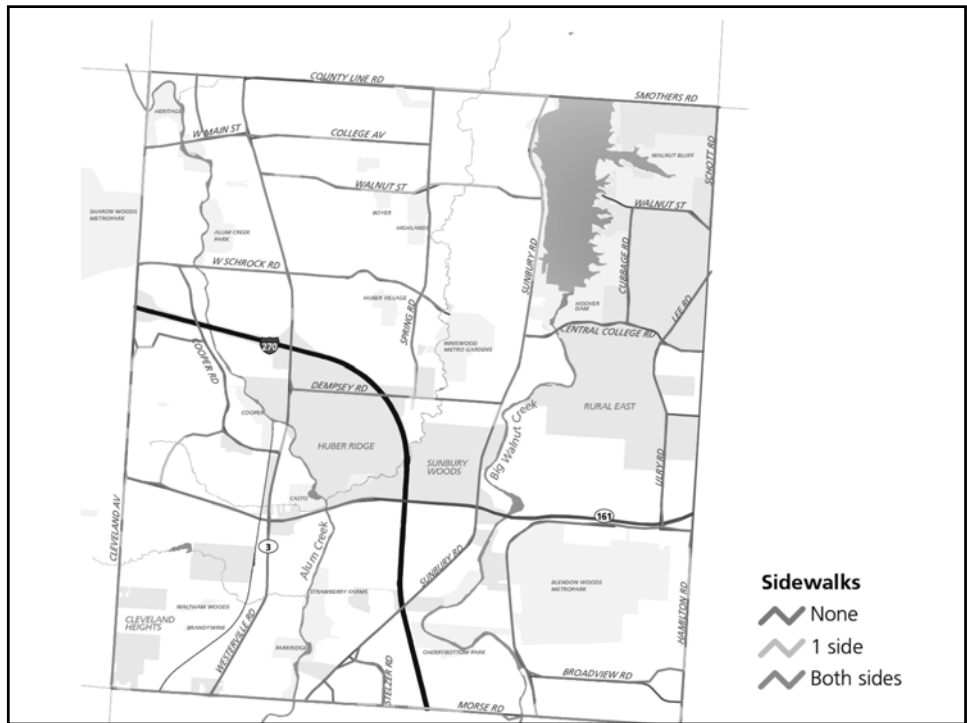 COUNTY LINE RD
SMOTHERS RD
HERITAGE
W MAIN ST
COLLEGE AV
SCHOTT RD
WALNUT BLUFF
WALNUT ST
WALNUT ST
SHARON WOODS
METROPARK
BOYER
HIGHLANDS
ALUM CREEK
PARK
SUNBURY RD
CUBBAGE RD
W SCHROCK RD
LEE RD
HUBER VILLAGE
SPRING RD
HOOVER
DAM
CENTRAL COLLEGE RD
INNISWOOD
METRO GARDENS
270
COOPER RD
DEMPSEY RD
COOPER
RURAL EAST
Big Walnut Creek
HUBER RIDGE
SUNBURY
WOODS
ULRY RD
CASTO
161
CLEVELAND AV
3
Alum Creek
SUNBURY RD
BLENDON WOODS
METROPARK
HAMILTON RD
STRAWBERRY FARMS
WALTHAM WOODS
CLEVELAND
HEIGHTS
BRANDYWINE
WESTERVILLE RD
PARKRIDGE
CHERRYBOTTOM PARK
STELZER RD
BROADVIEW RD
MORSE RD
Sidewalks
None
1 side
Both sides